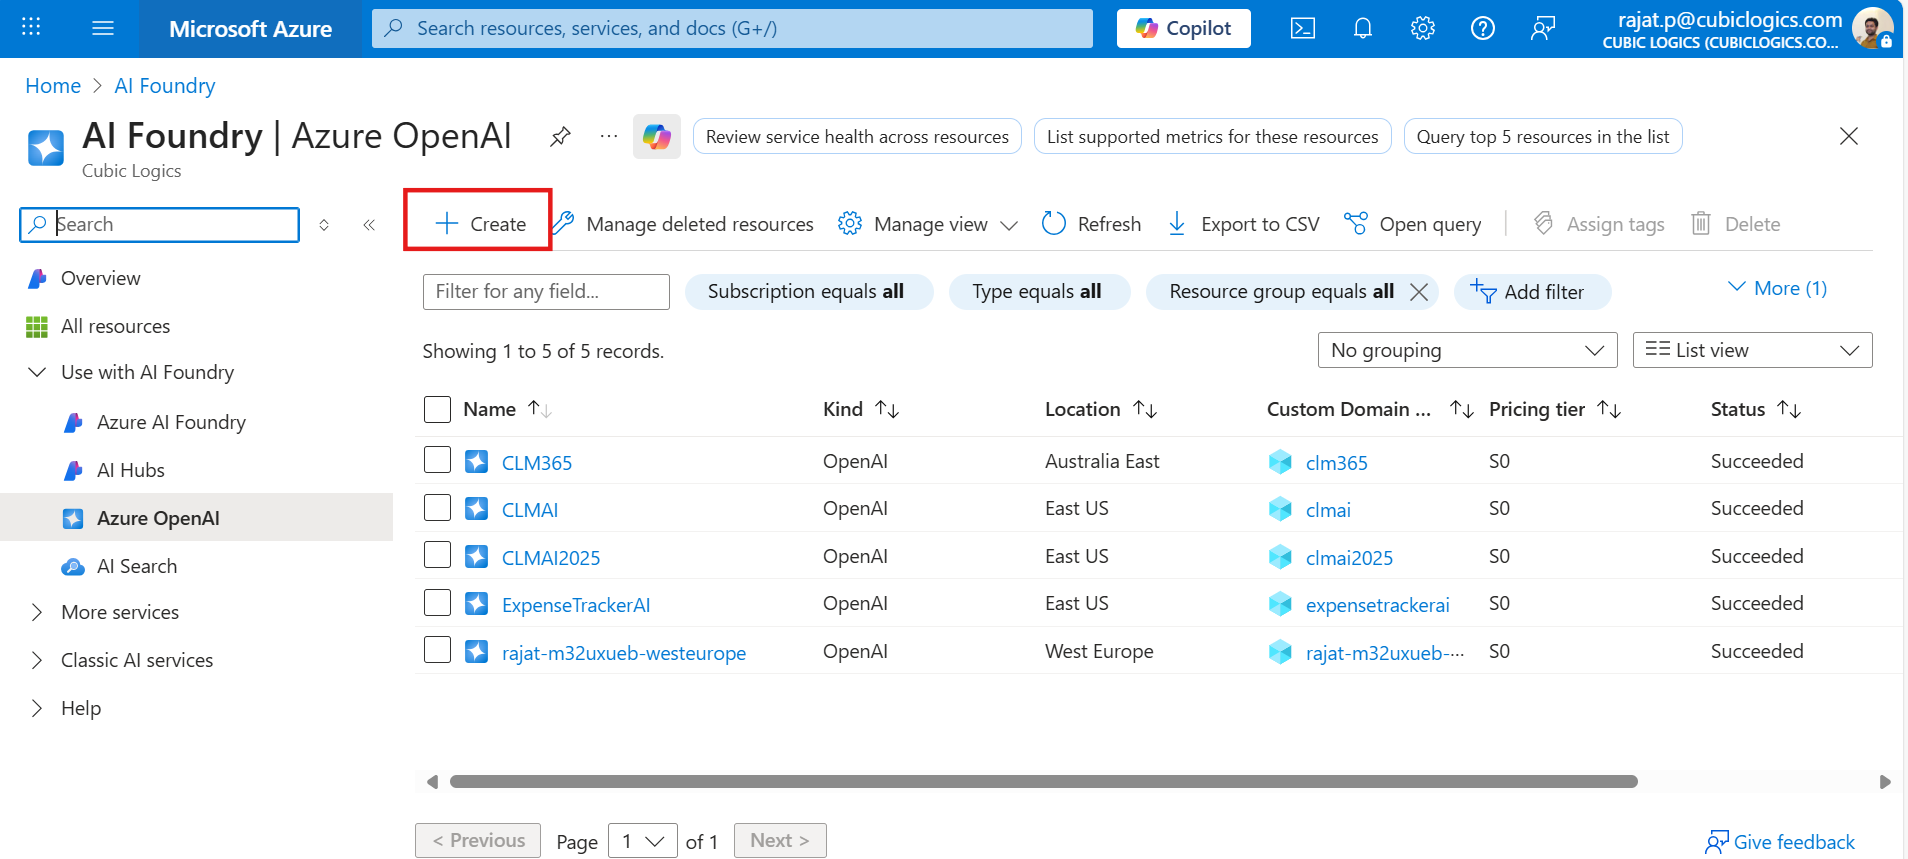 Microsoft Azure
Search resources, services, and docs (G+/)
Copilot
rajat.p@cubiclogics.com
CUBIC LOGICS (CUBICLOGICS.CO...
Home > AI Foundry
AI Foundry | Azure OpenAI
...
Review service health across resources
List supported metrics for these resources
Query top 5 resources in the list
Cubic Logics
Search
Create
Manage deleted resources
Manage view
Refresh
Export to CSV
Open query
Assign tags
Delete
Overview
All resources
Use with AI Foundry
Azure AI Foundry
AI Hubs
Azure OpenAI
AI Search
More services
Classic AI services
Help
Filter for any field...
Subscription equals all
Type equals all
Resource group equals all
Add filter
More (1)
Showing 1 to 5 of 5 records.
No grouping
List view
Name Kind Location Custom Domain ... Pricing tier Status
CLM365 OpenAI Australia East clm365 S0 Succeeded
CLMAI OpenAI East US clmai S0 Succeeded
CLMAI2025 OpenAI East US clmai2025 S0 Succeeded
ExpenseTrackerAI OpenAI East US expensetrackerai S0 Succeeded
rajat-m32uxueb-westeurope OpenAI West Europe rajat-m32uxueb-... S0 Succeeded
< Previous Page 1 of 1 Next >
Give feedback